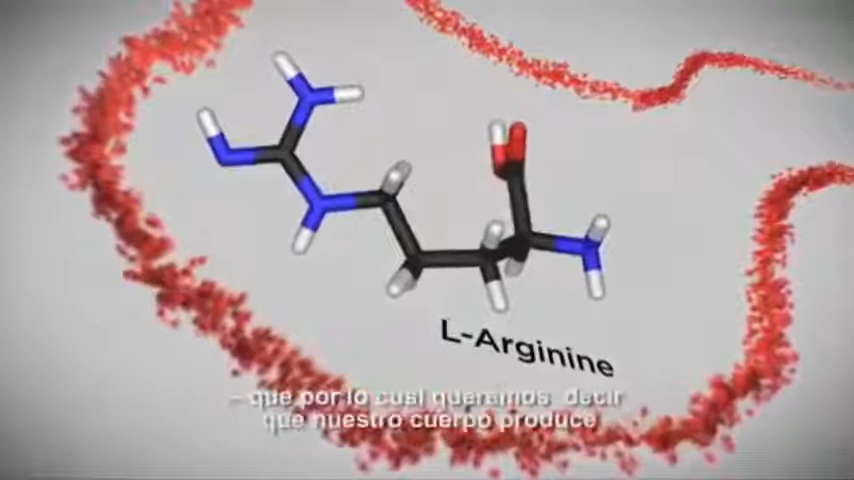 L-Arginine
- que por lo cual queramos decir
que nuestro cuerpo produce